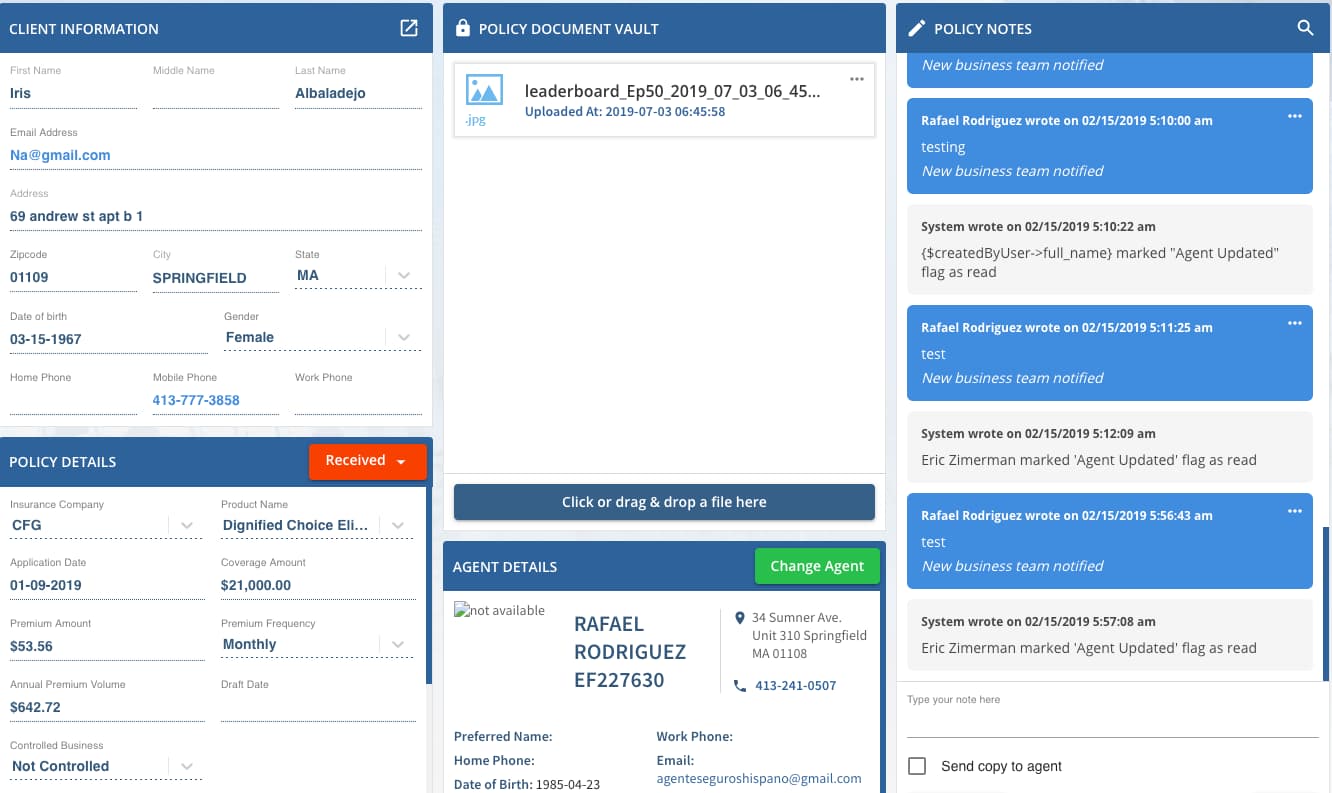 CLIENT INFORMATION
First Name
Middle Name
Last Name
Iris
Albaladejo
Email Address
Na@gmail.com
Address
69 andrew st apt b 1
Zipcode
City
State
01109
SPRINGFIELD
MA
Date of birth
Gender
03-15-1967
Female
Home Phone
Mobile Phone
Work Phone
413-777-3858
POLICY DETAILS
Received
Insurance Company
Product Name
CFG
Dignified Choice Eli...
Application Date
Coverage Amount
01-09-2019
$21,000.00
Premium Amount
Premium Frequency
$53.56
Monthly
Annual Premium Volume
Draft Date
$642.72
Controlled Business
Not Controlled
POLICY DOCUMENT VAULT
leaderboard_Ep50_2019_07_03_06_45...
Uploaded At: 2019-07-03 06:45:58
.jpg
Click or drag & drop a file here
AGENT DETAILS
Change Agent
not available
RAFAEL
RODRIGUEZ
EF227630
34 Sumner Ave.
Unit 310 Springfield
MA 01108
413-241-0507
Preferred Name:
Work Phone:
Home Phone:
Email:
agenteseguroshispano@gmail.com
Date of Birth: 1985-04-23
POLICY NOTES
New business team notified
Rafael Rodriguez wrote on 02/15/2019 5:10:00 am
testing
New business team notified
System wrote on 02/15/2019 5:10:22 am
{$createdByUser->full_name} marked "Agent Updated"
flag as read
Rafael Rodriguez wrote on 02/15/2019 5:11:25 am
test
New business team notified
System wrote on 02/15/2019 5:12:09 am
Eric Zimerman marked 'Agent Updated' flag as read
Rafael Rodriguez wrote on 02/15/2019 5:56:43 am
test
New business team notified
System wrote on 02/15/2019 5:57:08 am
Eric Zimerman marked 'Agent Updated' flag as read
Type your note here
Send copy to agent